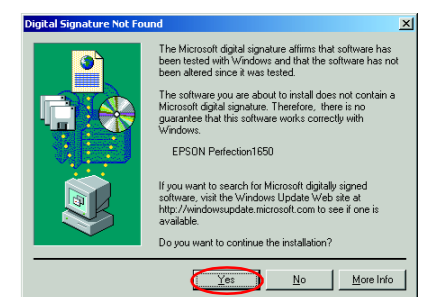 Digital Signature Not Found
The Microsoft digital signature affirms that software has
been tested with Windows and that the software has not
been altered since it was tested.
The software you are about to install does not contain a
Microsoft digital signature. Therefore, there is no
guarantee that this software works correctly with
Windows.
EPSON Perfection1650
If you want to search for Microsoft digitally signed
software, visit the Windows Update Web site at
http://windowsupdate.microsoft.com to see if one is
available.
Do you want to continue the installation?
Yes No More Info